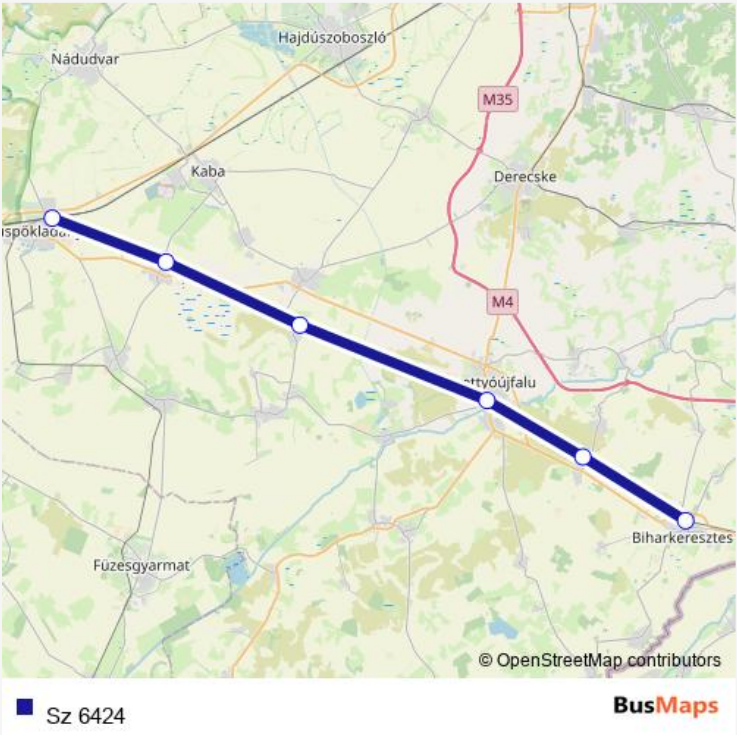 Hajdúszoboszló
Nádudvar
M35
Kaba
Derecske
M4
Biharkeresztes
Füzesgyarmat
© OpenStreetMap contributors
Sz 6424
BusMaps